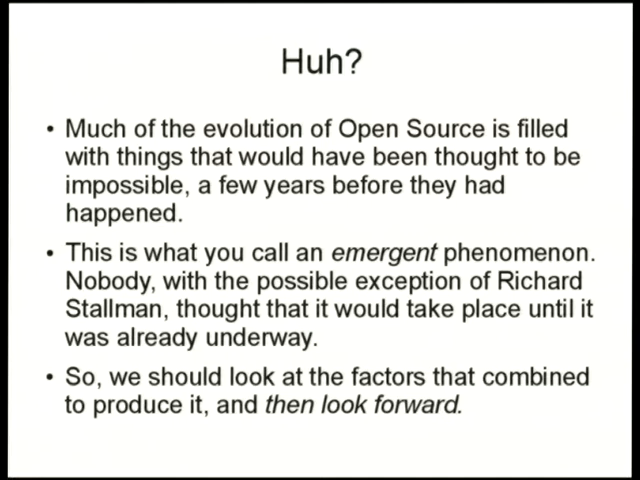 Huh?
• Much of the evolution of Open Source is filled
with things that would have been thought to be
impossible, a few years before they had
happened.
• This is what you call an emergent phenomenon.
Nobody, with the possible exception of Richard
Stallman, thought that it would take place until it
was already underway.
• So, we should look at the factors that combined
to produce it, and then look forward.